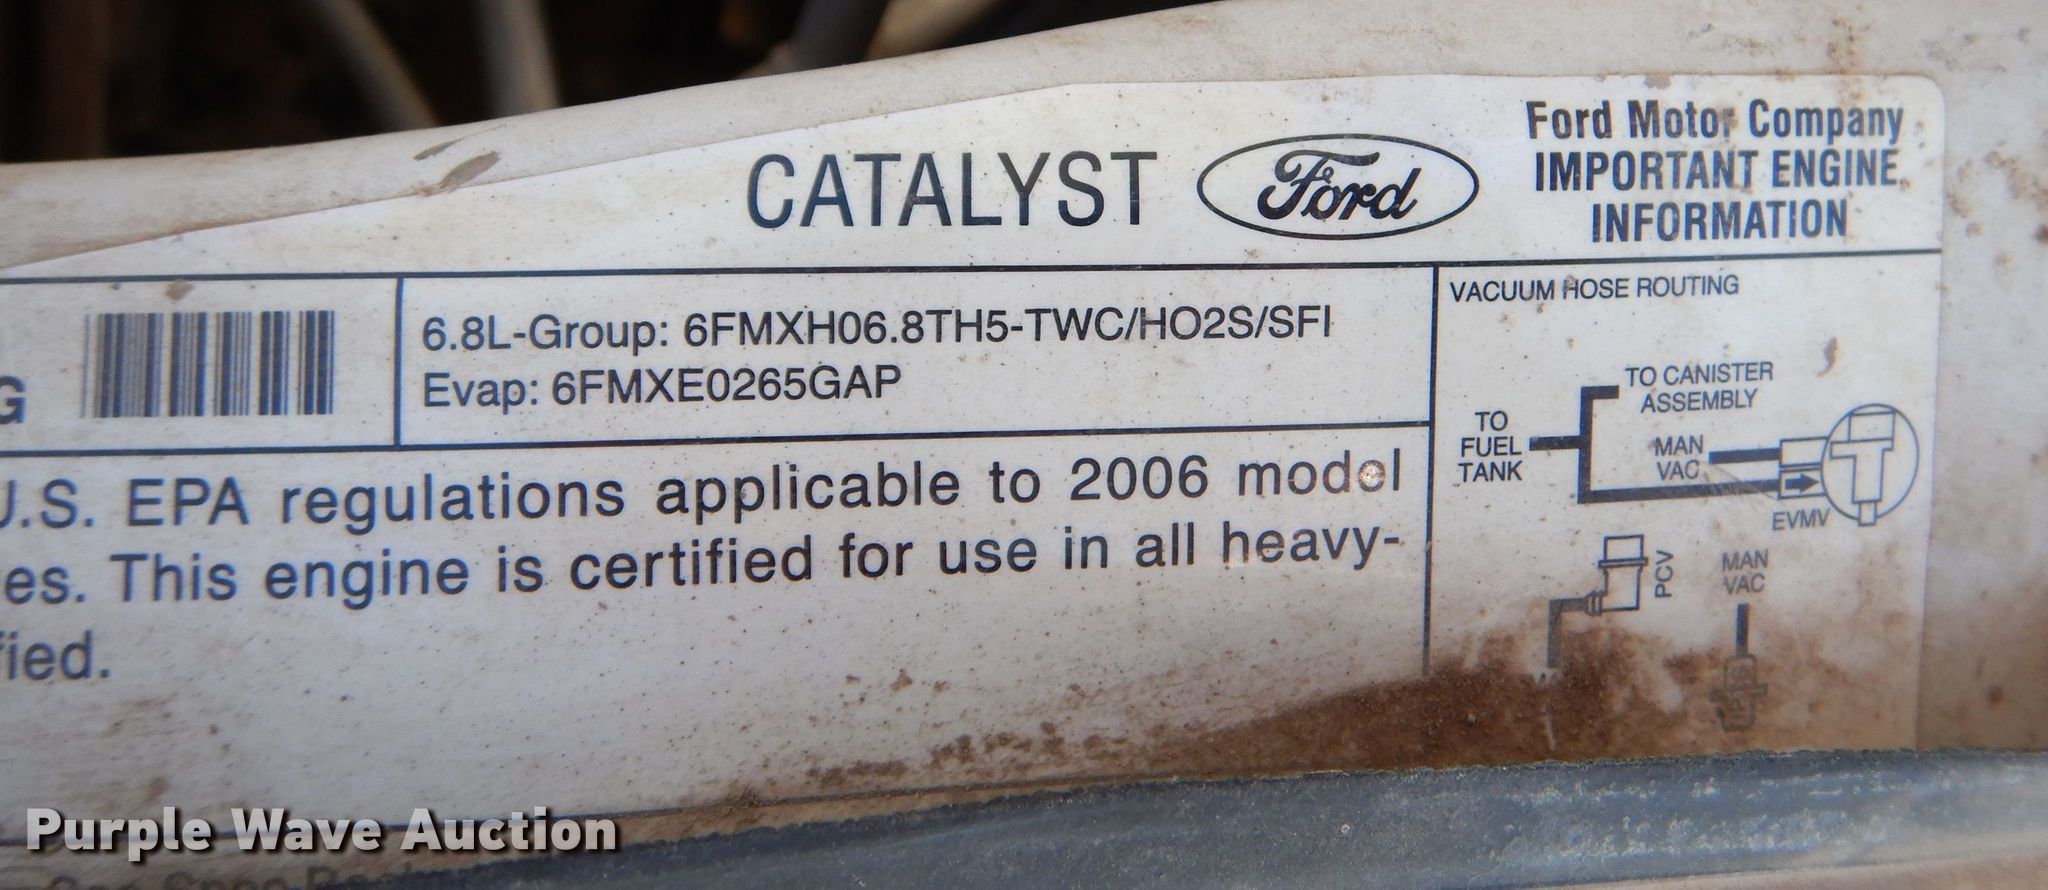 CATALYST
Ford
Ford Motor Company
IMPORTANT ENGINE
INFORMATION
G
6.8L-Group: 6FMXH06.8TH5-TWC/HO2S/SFI
Evap: 6FMXE0265GAP
U.S. EPA regulations applicable to 2006 model
es. This engine is certified for use in all heavy-
fied.
VACUUM HOSE ROUTING
TO CANISTER
ASSEMBLY
TO
FUEL
TANK
MAN
VAC
EVMV
PCV
MAN
VAC
Purple Wave Auction